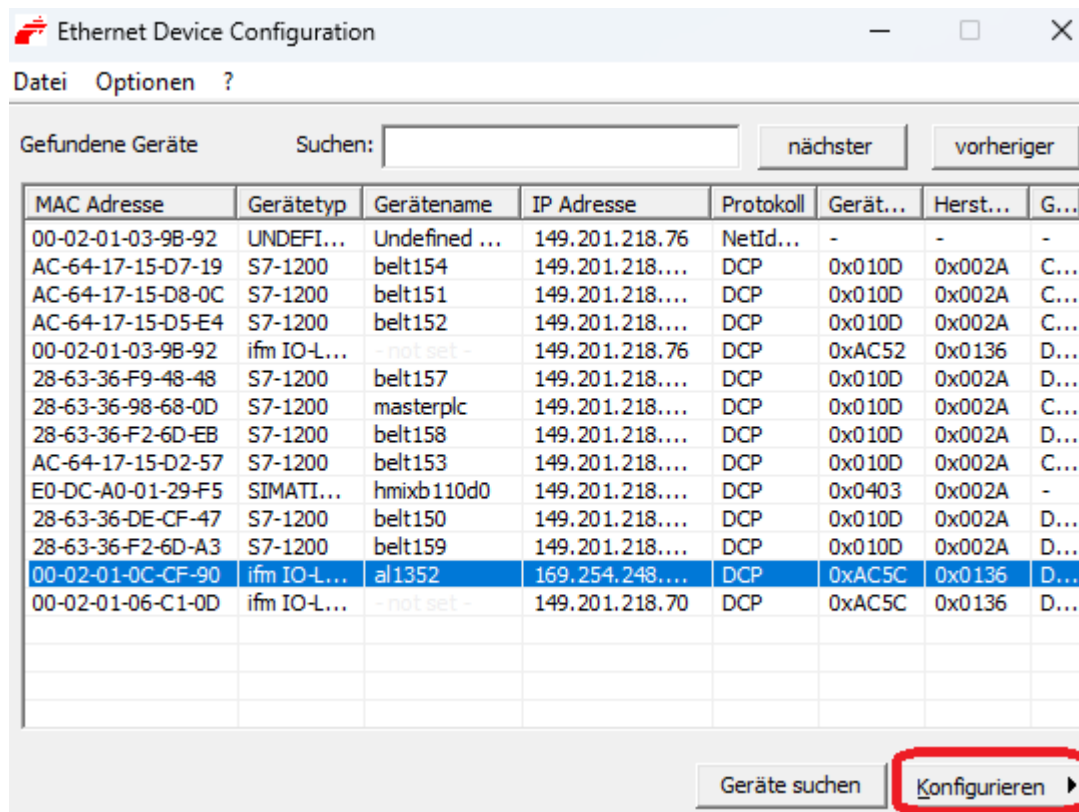 Ethernet Device Configuration
Datei Optionen ?
Gefundene Geräte Suchen: nächster vorheriger
MAC Adresse Gerätetyp Gerätename IP Adresse Protokoll Gerät... Herst... G...
00-02-01-03-9B-92 UNDEFI... Undefined ... 149.201.218.76 NetId... - - -
AC-64-17-15-D7-19 S7-1200 belt154 149.201.218.... DCP 0x010D 0x002A C...
AC-64-17-15-D8-0C S7-1200 belt151 149.201.218.... DCP 0x010D 0x002A C...
AC-64-17-15-D5-E4 S7-1200 belt152 149.201.218.... DCP 0x010D 0x002A C...
00-02-01-03-9B-92 ifm IO-L... - not set - 149.201.218.76 DCP 0xAC52 0x0136 D...
28-63-36-F9-48-48 S7-1200 belt157 149.201.218.... DCP 0x010D 0x002A D...
28-63-36-98-68-0D S7-1200 masterplc 149.201.218.... DCP 0x010D 0x002A C...
28-63-36-F2-6D-EB S7-1200 belt158 149.201.218.... DCP 0x010D 0x002A D...
AC-64-17-15-D2-57 S7-1200 belt153 149.201.218.... DCP 0x010D 0x002A C...
E0-DC-A0-01-29-F5 SIMATI... hmixb110d0 149.201.218.... DCP 0x0403 0x002A -
28-63-36-DE-CF-47 S7-1200 belt150 149.201.218.... DCP 0x010D 0x002A D...
28-63-36-F2-6D-A3 S7-1200 belt159 149.201.218.... DCP 0x010D 0x002A D...
00-02-01-0C-CF-90 ifm IO-L... al1352 169.254.248.... DCP 0xAC5C 0x0136 D...
00-02-01-06-C1-0D ifm IO-L... - not set - 149.201.218.70 DCP 0xAC5C 0x0136 D...
Geräte suchen Konfigurieren